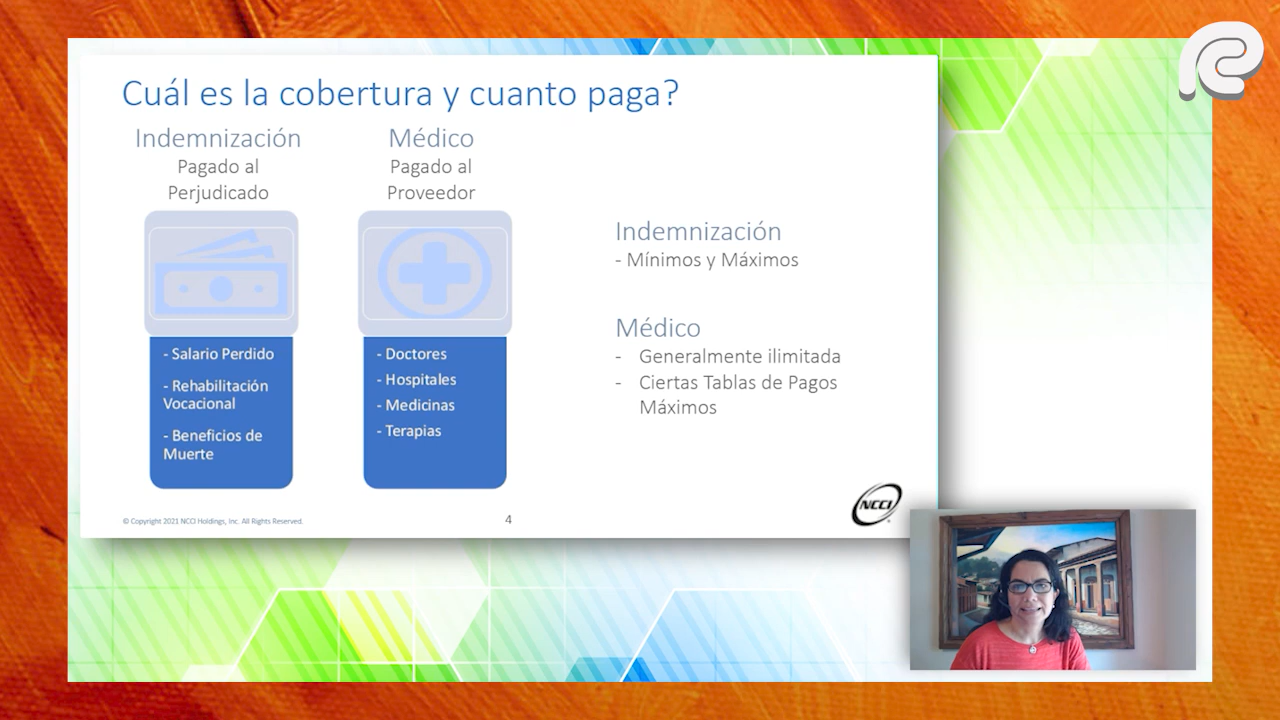 Cuál es la cobertura y cuanto paga?
Indemnización
Pagado al
Perjudicado
- Salario Perdido
- Rehabilitación
Vocacional
- Beneficios de
Muerte
Médico
Pagado al
Proveedor
- Doctores
- Hospitales
- Medicinas
- Terapias
Indemnización
- Mínimos y Máximos
Médico
- Generalmente ilimitada
- Ciertas Tablas de Pagos
Máximos
© Copyright 2021 NCCI Holdings, Inc. All Rights Reserved.
4
NCCI